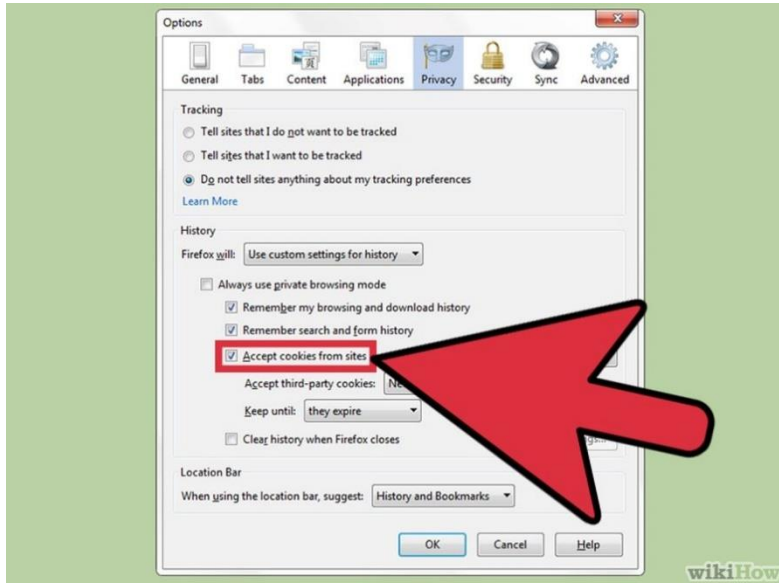 Options
General Tabs Content Applications Privacy Security Sync Advanced
Tracking
Tell sites that I do not want to be tracked
Tell sites that I want to be tracked
Do not tell sites anything about my tracking preferences
Learn More
History
Firefox will: Use custom settings for history
Always use private browsing mode
Remember my browsing and download history
Remember search and form history
Accept cookies from sites
Accept third-party cookies:
Keep until: they expire
Clear history when Firefox closes
Location Bar
When using the location bar, suggest: History and Bookmarks
OK Cancel Help
wikiHow